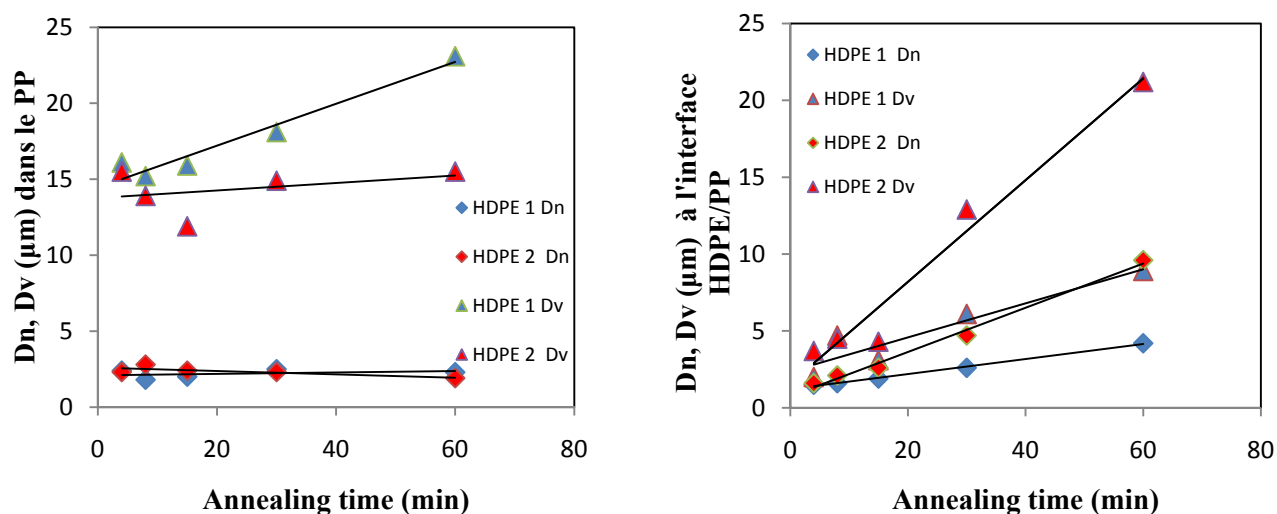 Dn, Dv (µm) dans le PP
25
20
15
10
5
0
0 20 40 60 80
Annealing time (min)
HDPE 1 Dn
HDPE 2 Dn
HDPE 1 Dv
HDPE 2 Dv
Dn, Dv (µm) à l'interface
HDPE/PP
25
20
15
10
5
0
0 20 40 60 80
Annealing time (min)
HDPE 1 Dn
HDPE 1 Dv
HDPE 2 Dn
HDPE 2 Dv